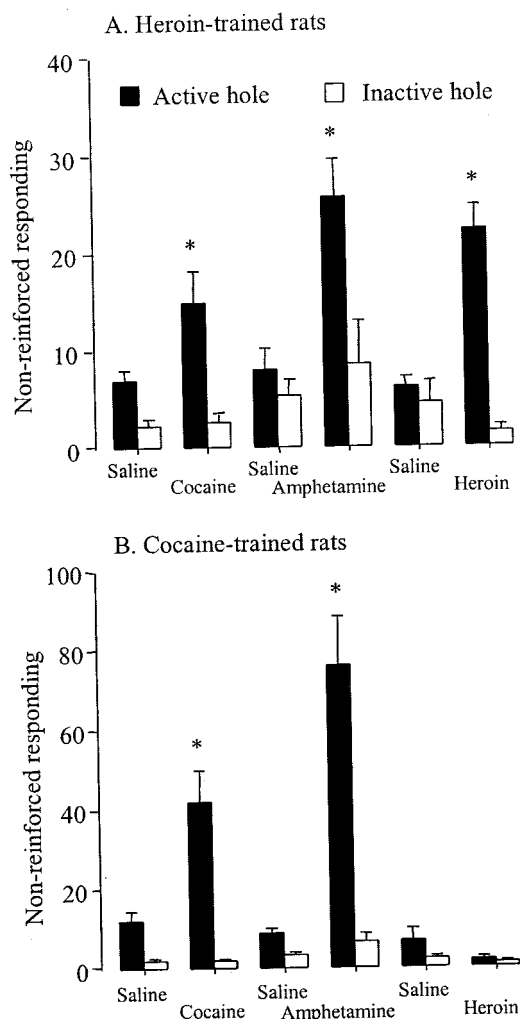 A. Heroin-trained rats
40
Active hole
Inactive hole
*
30
*
Non-reinforced responding
20
*
10
0
Saline
Saline
Saline
Cocaine
Amphetamine
Heroin
B. Cocaine-trained rats
100
*
80
Non-reinforced responding
60
*
40
20
0
Saline
Saline
Saline
Cocaine
Amphetamine
Heroin